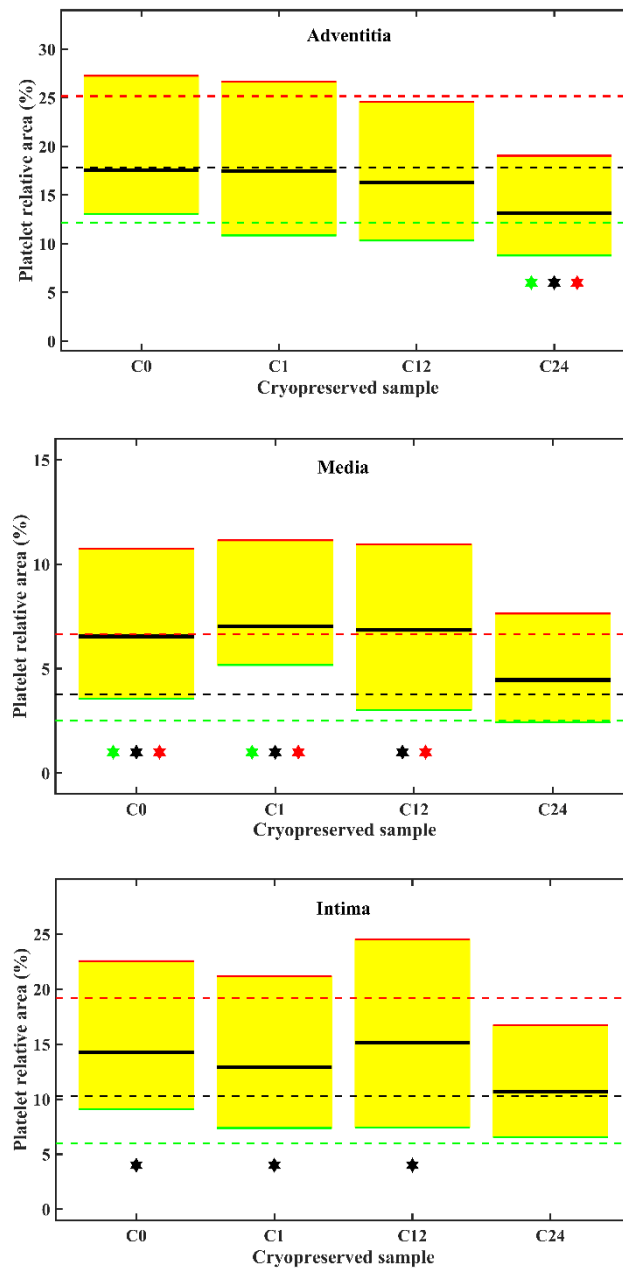 Adventitia
Platelet relative area (%)
30
25
20
15
10
5
0
C0 C1 C12 C24
Cryopreserved sample
Media
Platelet relative area (%)
15
10
5
0
C0 C1 C12 C24
Cryopreserved sample
Intima
Platelet relative area (%)
25
20
15
10
5
0
C0 C1 C12 C24
Cryopreserved sample